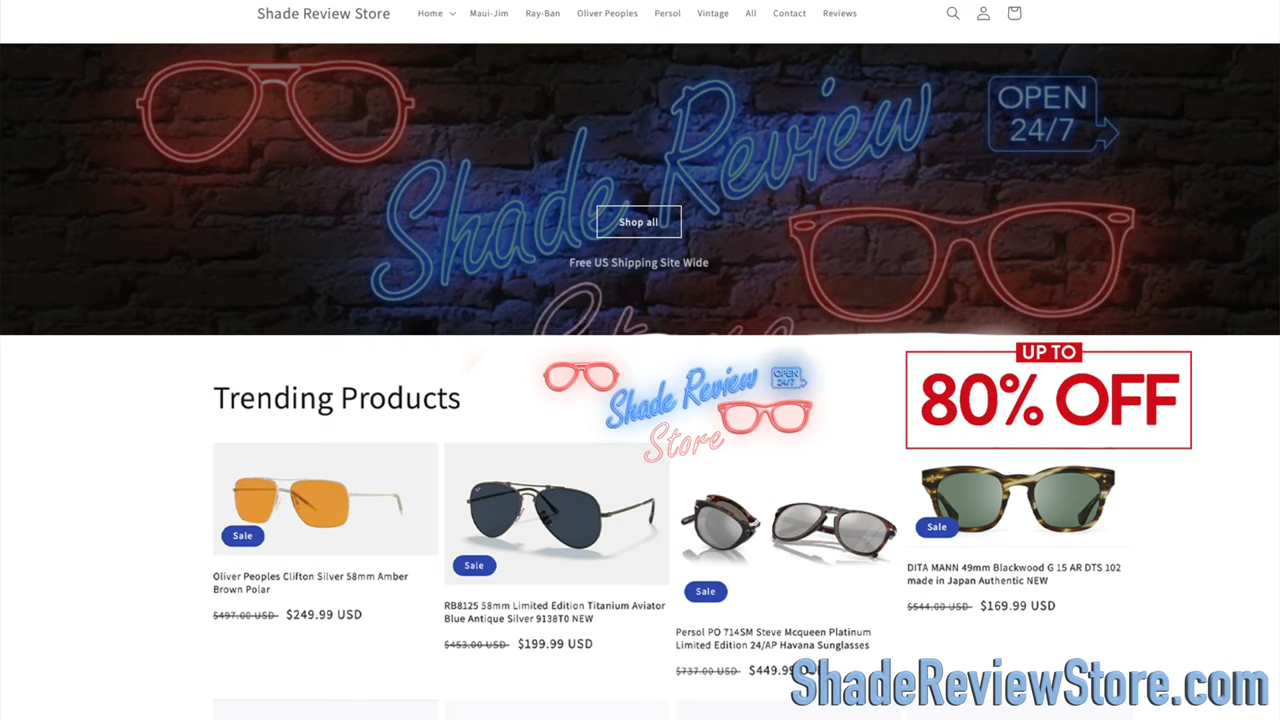 Shade Review Store
Home
Maui-Jim
Ray-Ban
Oliver Peoples
Persol
Vintage
All
Contact
Reviews
OPEN
24/7
Shade Review
Shop all
Free US Shipping Site Wide
Store
Trending Products
OPEN
24/7
Shade Review
Store
UP TO
80% OFF
Sale
Oliver Peoples Clifton Silver 58mm Amber
Brown Polar
$497.00 USD $249.99 USD
Sale
RB8125 58mm Limited Edition Titanium Aviator
Blue Antique Silver 9138T0 NEW
$453.00 USD $199.99 USD
Sale
Persol PO 714SM Steve Mcqueen Platinum
Limited Edition 24/AP Havana Sunglasses
$737.00 USD $449.99
Sale
DITA MANN 49mm Blackwood G 15 AR DTS 102
made in Japan Authentic NEW
$544.00 USD $169.99 USD
ShadeReviewStore.com